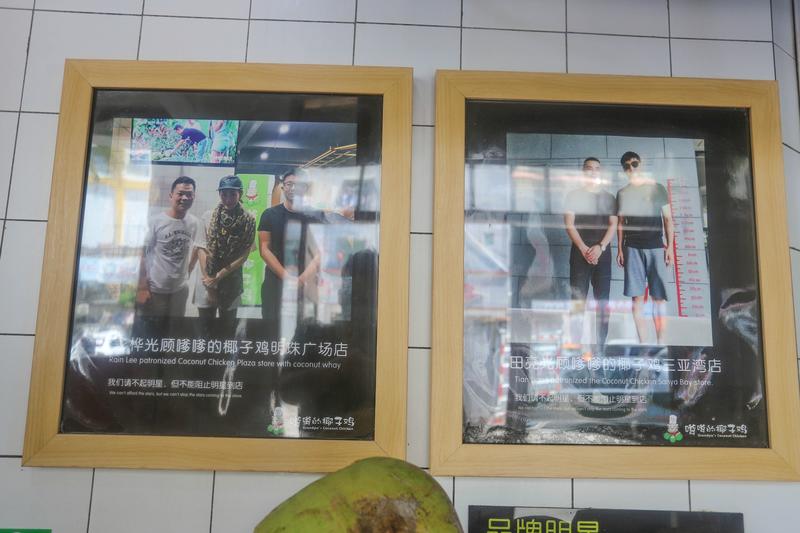 烨光顾嗲嗲的椰子鸡明珠广场店
Rain Lee patronized Coconut Chicken Plaza store with coconut whay
我们请不起明星，但不能阻止明星到店
We can't afford the stars, but we can't stop the stars coming to the store
嗲嗲的椰子鸡
Grandpa's Coconut Chicken
田亮光顾嗲嗲的椰子鸡三亚湾店
patronized the Coconut Chicken Sanya Bay store.
我们请不起明星，但不能阻止明星到店
嗲嗲的椰子鸡
Grandpa's Coconut Chicken
品牌明星